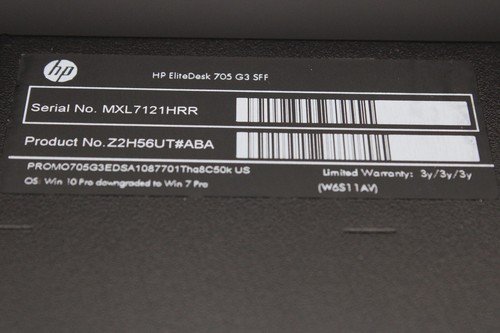 hp
HP EliteDesk 705 G3 SFF
Serial No. MXL7121HRR
Product No.Z2H56UT#ABA
PROMO705G3EDSA1087701Tha8C50k US
Limited Warranty: 3y/3y/3y
OS: Win 10 Pro downgraded to Win 7 Pro
(W6S11AV)